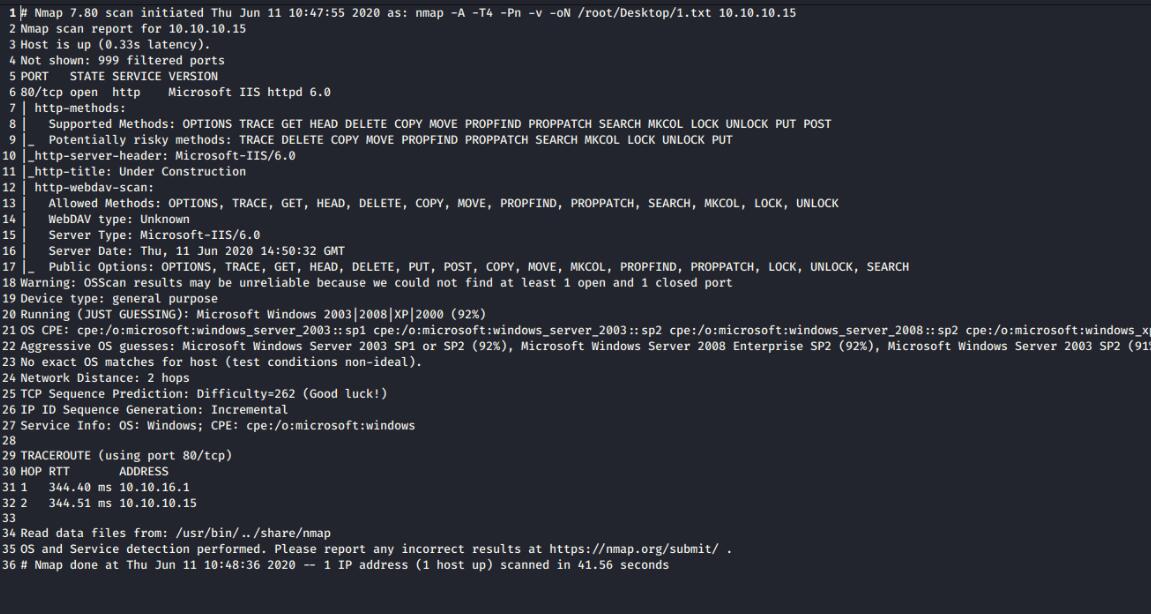 1 # Nmap 7.80 scan initiated Thu Jun 11 10:47:55 2020 as: nmap -A -T4 -Pn -v -oN /root/Desktop/1.txt 10.10.10.15
2 Nmap scan report for 10.10.10.15
3 Host is up (0.33s latency).
4 Not shown: 999 filtered ports
5 PORT   STATE SERVICE VERSION
6 80/tcp open  http    Microsoft IIS httpd 6.0
7 | http-methods:
8 |   Supported Methods: OPTIONS TRACE GET HEAD DELETE COPY MOVE PROPFIND PROPPATCH SEARCH MKCOL LOCK UNLOCK PUT POST
9 |_  Potentially risky methods: TRACE DELETE COPY MOVE PROPFIND PROPPATCH SEARCH MKCOL LOCK UNLOCK PUT
10 |_http-server-header: Microsoft-IIS/6.0
11 |_http-title: Under Construction
12 | http-webdav-scan:
13 |   Allowed Methods: OPTIONS, TRACE, GET, HEAD, DELETE, COPY, MOVE, PROPFIND, PROPPATCH, SEARCH, MKCOL, LOCK, UNLOCK
14 |   WebDAV type: Unknown
15 |   Server Type: Microsoft-IIS/6.0
16 |   Server Date: Thu, 11 Jun 2020 14:50:32 GMT
17 |_  Public Options: OPTIONS, TRACE, GET, HEAD, DELETE, PUT, POST, COPY, MOVE, MKCOL, PROPFIND, PROPPATCH, LOCK, UNLOCK, SEARCH
18 Warning: OSScan results may be unreliable because we could not find at least 1 open and 1 closed port
19 Device type: general purpose
20 Running (JUST GUESSING): Microsoft Windows 2003|2008|XP|2000 (92%)
21 OS CPE: cpe:/o:microsoft:windows_server_2003::sp1 cpe:/o:microsoft:windows_server_2003::sp2 cpe:/o:microsoft:windows_server_2008::sp2 cpe:/o:microsoft:windows_xp
22 Aggressive OS guesses: Microsoft Windows Server 2003 SP1 or SP2 (92%), Microsoft Windows Server 2008 Enterprise SP2 (92%), Microsoft Windows Server 2003 SP2 (91%
23 No exact OS matches for host (test conditions non-ideal).
24 Network Distance: 2 hops
25 TCP Sequence Prediction: Difficulty=262 (Good luck!)
26 IP ID Sequence Generation: Incremental
27 Service Info: OS: Windows; CPE: cpe:/o:microsoft:windows
28
29 TRACEROUTE (using port 80/tcp)
30 HOP RTT       ADDRESS
31 1   344.40 ms 10.10.16.1
32 2   344.51 ms 10.10.10.15
33
34 Read data files from: /usr/bin/../share/nmap
35 OS and Service detection performed. Please report any incorrect results at https://nmap.org/submit/ .
36 # Nmap done at Thu Jun 11 10:48:36 2020 -- 1 IP address (1 host up) scanned in 41.56 seconds